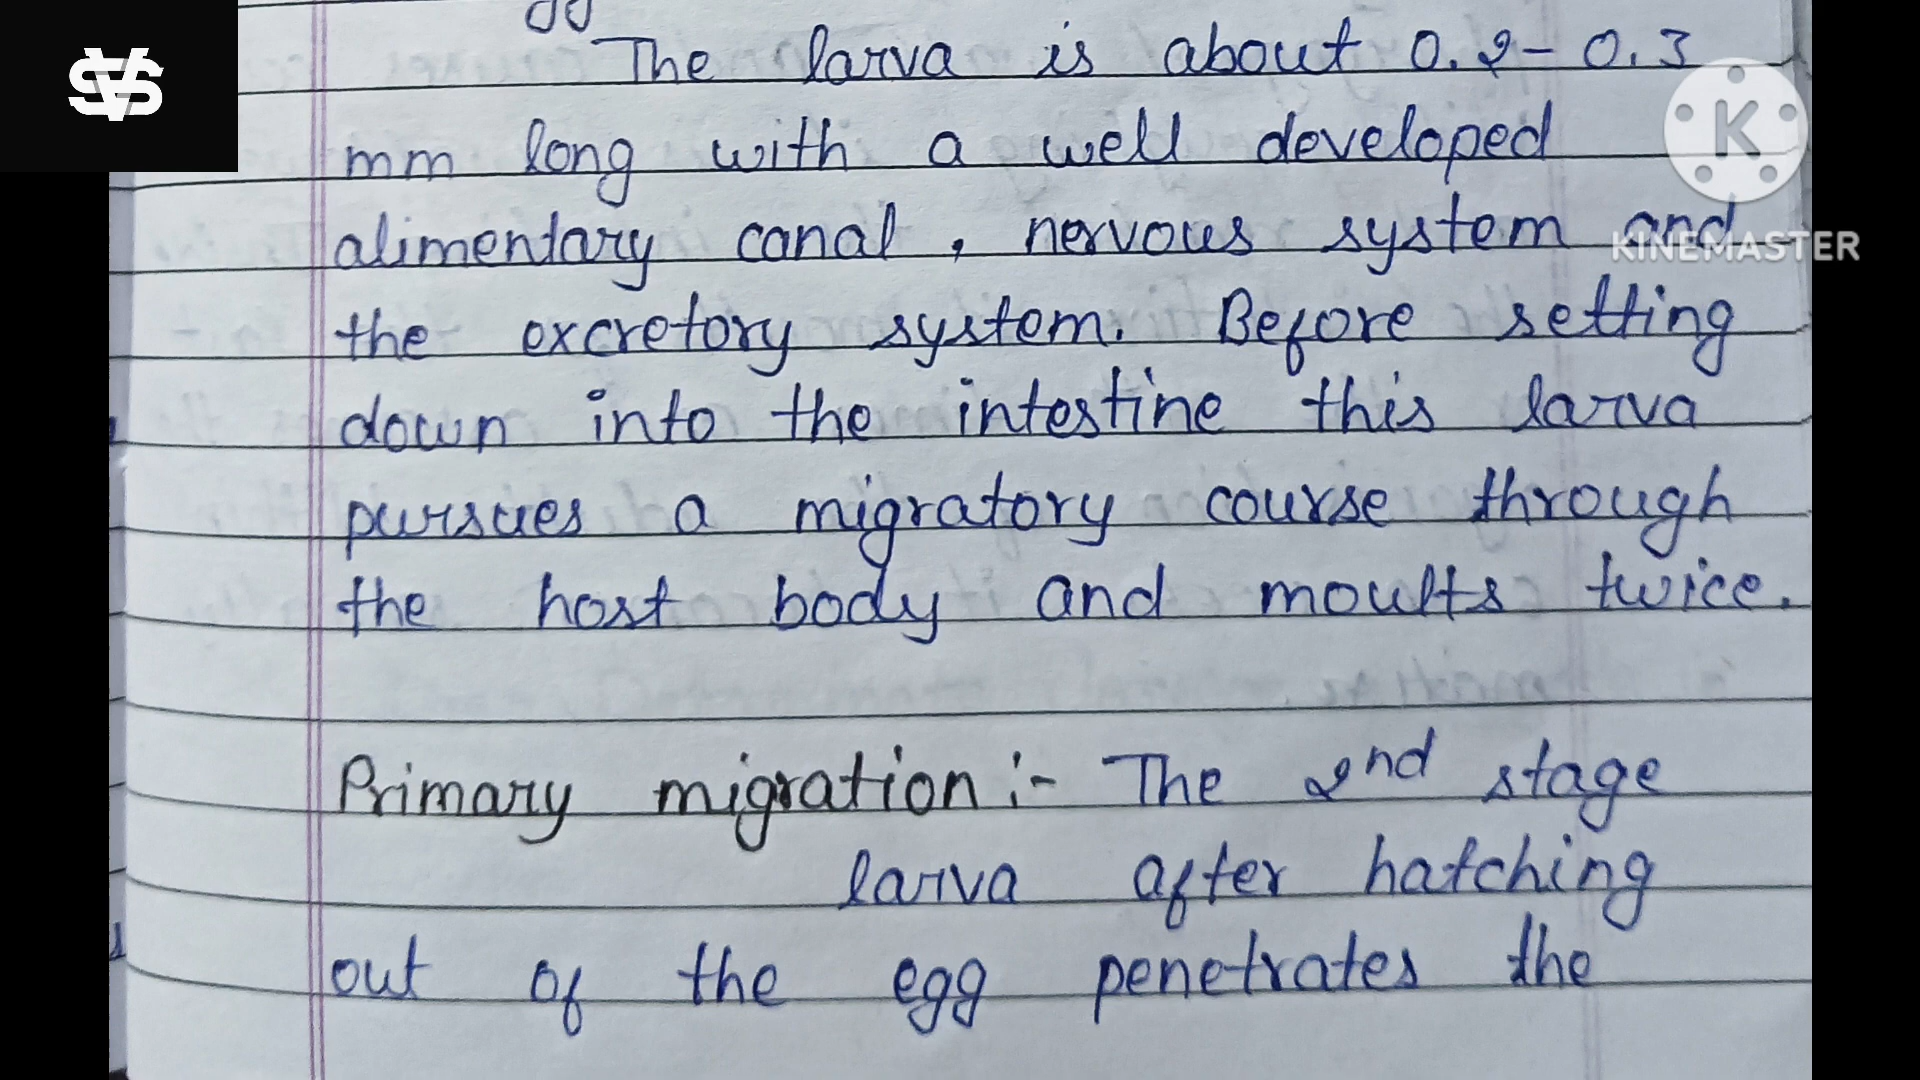 The larva is about 0.2-0.3
mm long with a well developed
alimentary canal, nervous system and
the excretory system. Before setting
down into the intestine this larva
pursues a migratory course through
the host body and moults twice.
Primary migration :- The 2nd stage
larva after hatching
out of the egg penetrates the
K
KINEMASTER